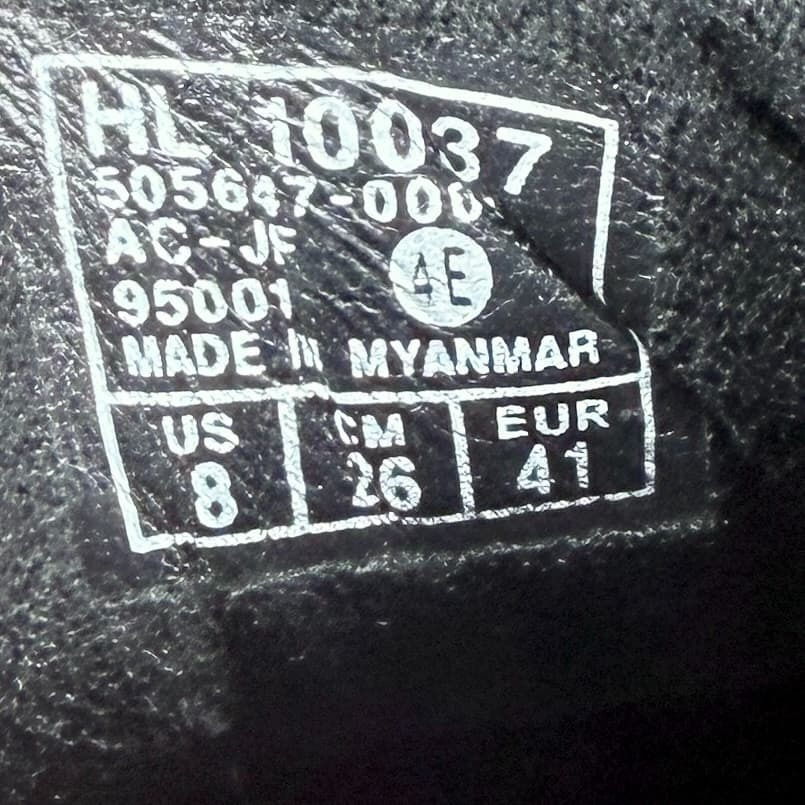 HL 10037
505647-000
AC-JF
4E
95001
MADE IN MYANMAR
US CM EUR
8 26 41